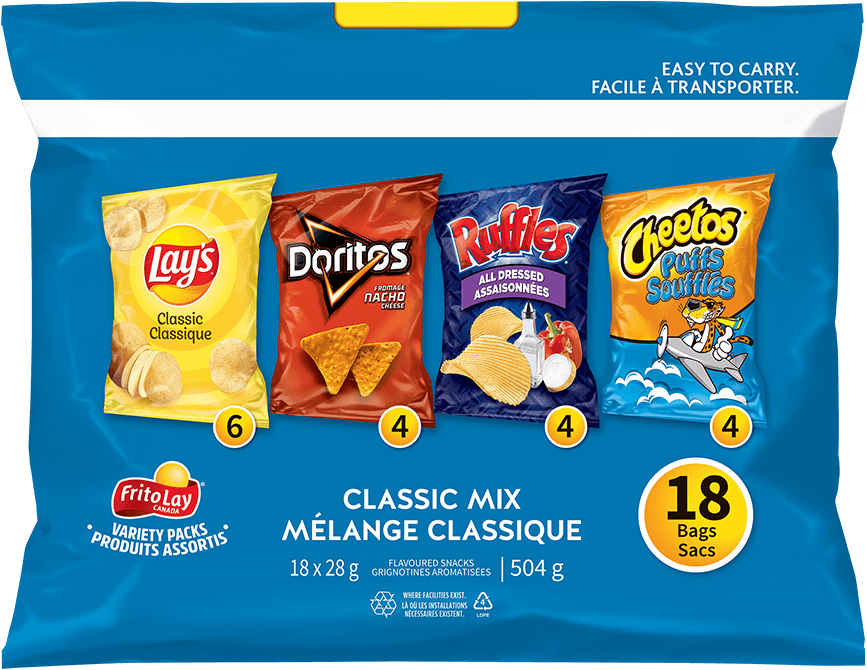 EASY TO CARRY.
FACILE À TRANSPORTER.
Lay's
Classic
Classique
6
Doritos
FROMAGE
NACHO
CHEESE
4
Ruffles
ALL DRESSED
ASSAISONNÉES
4
Cheetos
Puffs
Soufflés
4
FritoLay
CANADA
• VARIETY PACKS •
PRODUITS ASSORTIS
CLASSIC MIX
MÉLANGE CLASSIQUE
18 x 28 g
FLAVOURED SNACKS
GRIGNOTINES AROMATISÉES
504 g
18
Bags
Sacs
WHERE FACILITIES EXIST.
LÀ OÙ LES INSTALLATIONS
NÉCESSAIRES EXISTENT.
4
LDPE